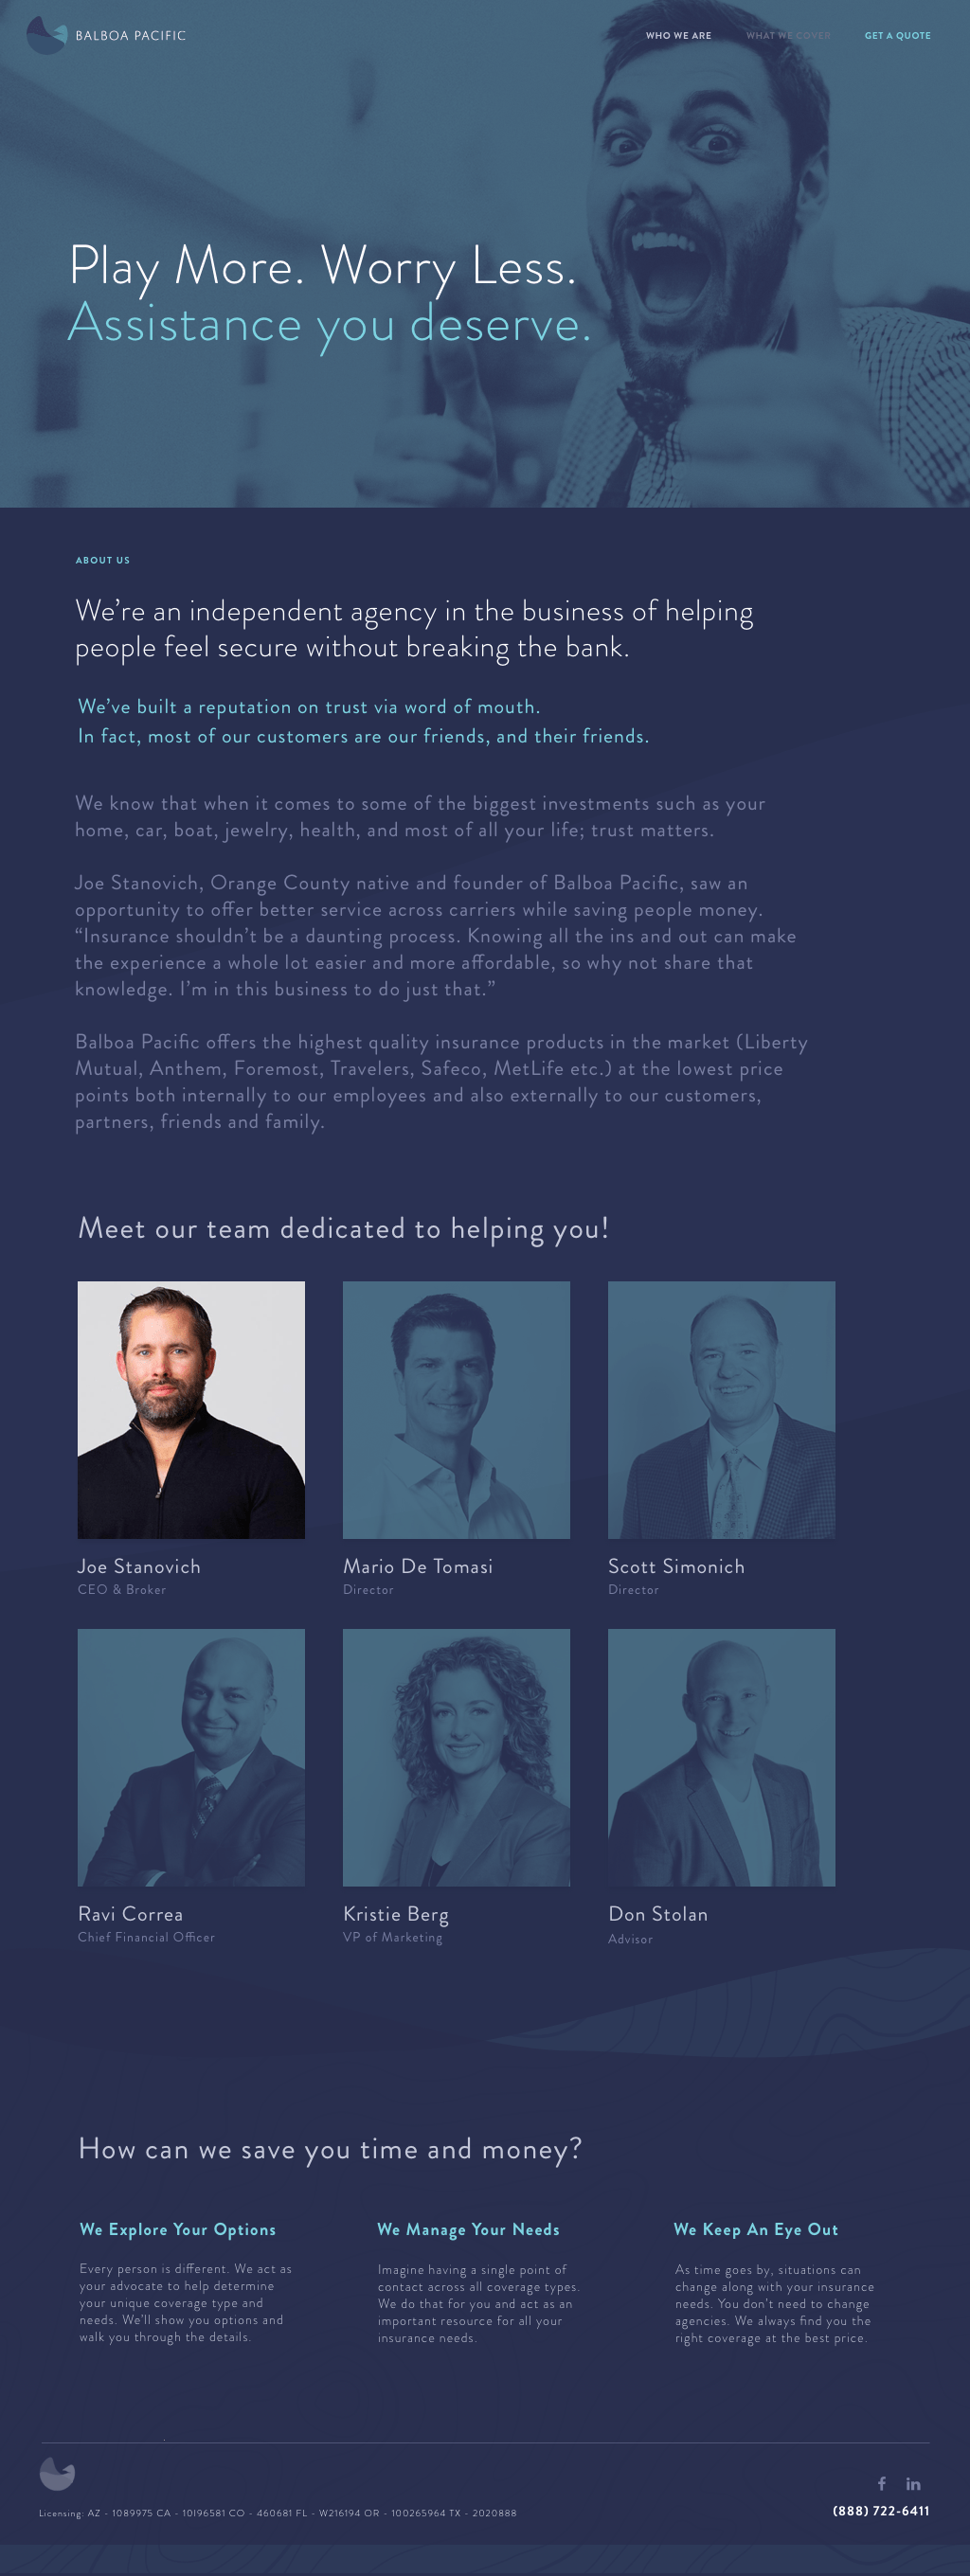 BALBOA PACIFIC
WHO WE ARE
WHAT WE COVER
GET A QUOTE
Play More. Worry Less.
Assistance you deserve.
ABOUT US
We’re an independent agency in the business of helping
people feel secure without breaking the bank.
We’ve built a reputation on trust via word of mouth.
In fact, most of our customers are our friends, and their friends.
We know that when it comes to some of the biggest investments such as your
home, car, boat, jewelry, health, and most of all your life; trust matters.
Joe Stanovich, Orange County native and founder of Balboa Pacific, saw an
opportunity to offer better service across carriers while saving people money.
“Insurance shouldn’t be a daunting process. Knowing all the ins and out can make
the experience a whole lot easier and more affordable, so why not share that
knowledge. I’m in this business to do just that.”
Balboa Pacific offers the highest quality insurance products in the market (Liberty
Mutual, Anthem, Foremost, Travelers, Safeco, MetLife etc.) at the lowest price
points both internally to our employees and also externally to our customers,
partners, friends and family.
Meet our team dedicated to helping you!
Joe Stanovich
CEO & Broker
Mario De Tomasi
Director
Scott Simonich
Director
Ravi Correa
Chief Financial Officer
Kristie Berg
VP of Marketing
Don Stolan
Advisor
How can we save you time and money?
We Explore Your Options
Every person is different. We act as
your advocate to help determine
your unique coverage type and
needs. We’ll show you options and
walk you through the details.
We Manage Your Needs
Imagine having a single point of
contact across all coverage types.
We do that for you and act as an
important resource for all your
insurance needs.
We Keep An Eye Out
As time goes by, situations can
change along with your insurance
needs. You don’t need to change
agencies. We always find you the
right coverage at the best price.
Licensing: AZ - 1089975 CA - 10I96581 CO - 460681 FL - W216194 OR - 100265964 TX - 2020888
(888) 722-6411